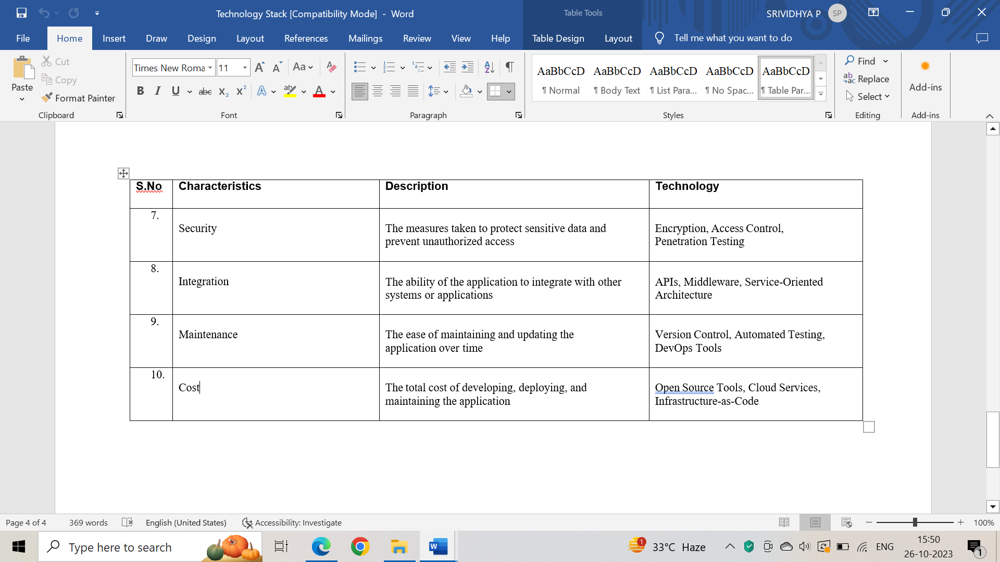 Technology Stack [Compatibility Mode] - Word
Table Tools
SRIVIDHYA P
SP
File Home Insert Draw Design Layout References Mailings Review View Help Table Design Layout Tell me what you want to do
Paste
Cut
Copy
Format Painter
Clipboard
Times New Roma 11
Font
Paragraph
AaBbCcD AaBbCcD AaBbCcD AaBbCcD AaBbCcD
¶ Normal ¶ Body Text ¶ List Para... ¶ No Spac... ¶ Table Par...
Styles
Find
Replace
Select
Editing
Add-ins
Add-ins
S.No Characteristics Description Technology
7.
Security
The measures taken to protect sensitive data and
prevent unauthorized access
Encryption, Access Control,
Penetration Testing
8.
Integration
The ability of the application to integrate with other
systems or applications
APIs, Middleware, Service-Oriented
Architecture
9.
Maintenance
The ease of maintaining and updating the
application over time
Version Control, Automated Testing,
DevOps Tools
10.
Cost
The total cost of developing, deploying, and
maintaining the application
Open Source Tools, Cloud Services,
Infrastructure-as-Code
Page 4 of 4 369 words English (United States) Accessibility: Investigate 100%
Type here to search
1
33°C Haze
ENG
15:50
26-10-2023
1